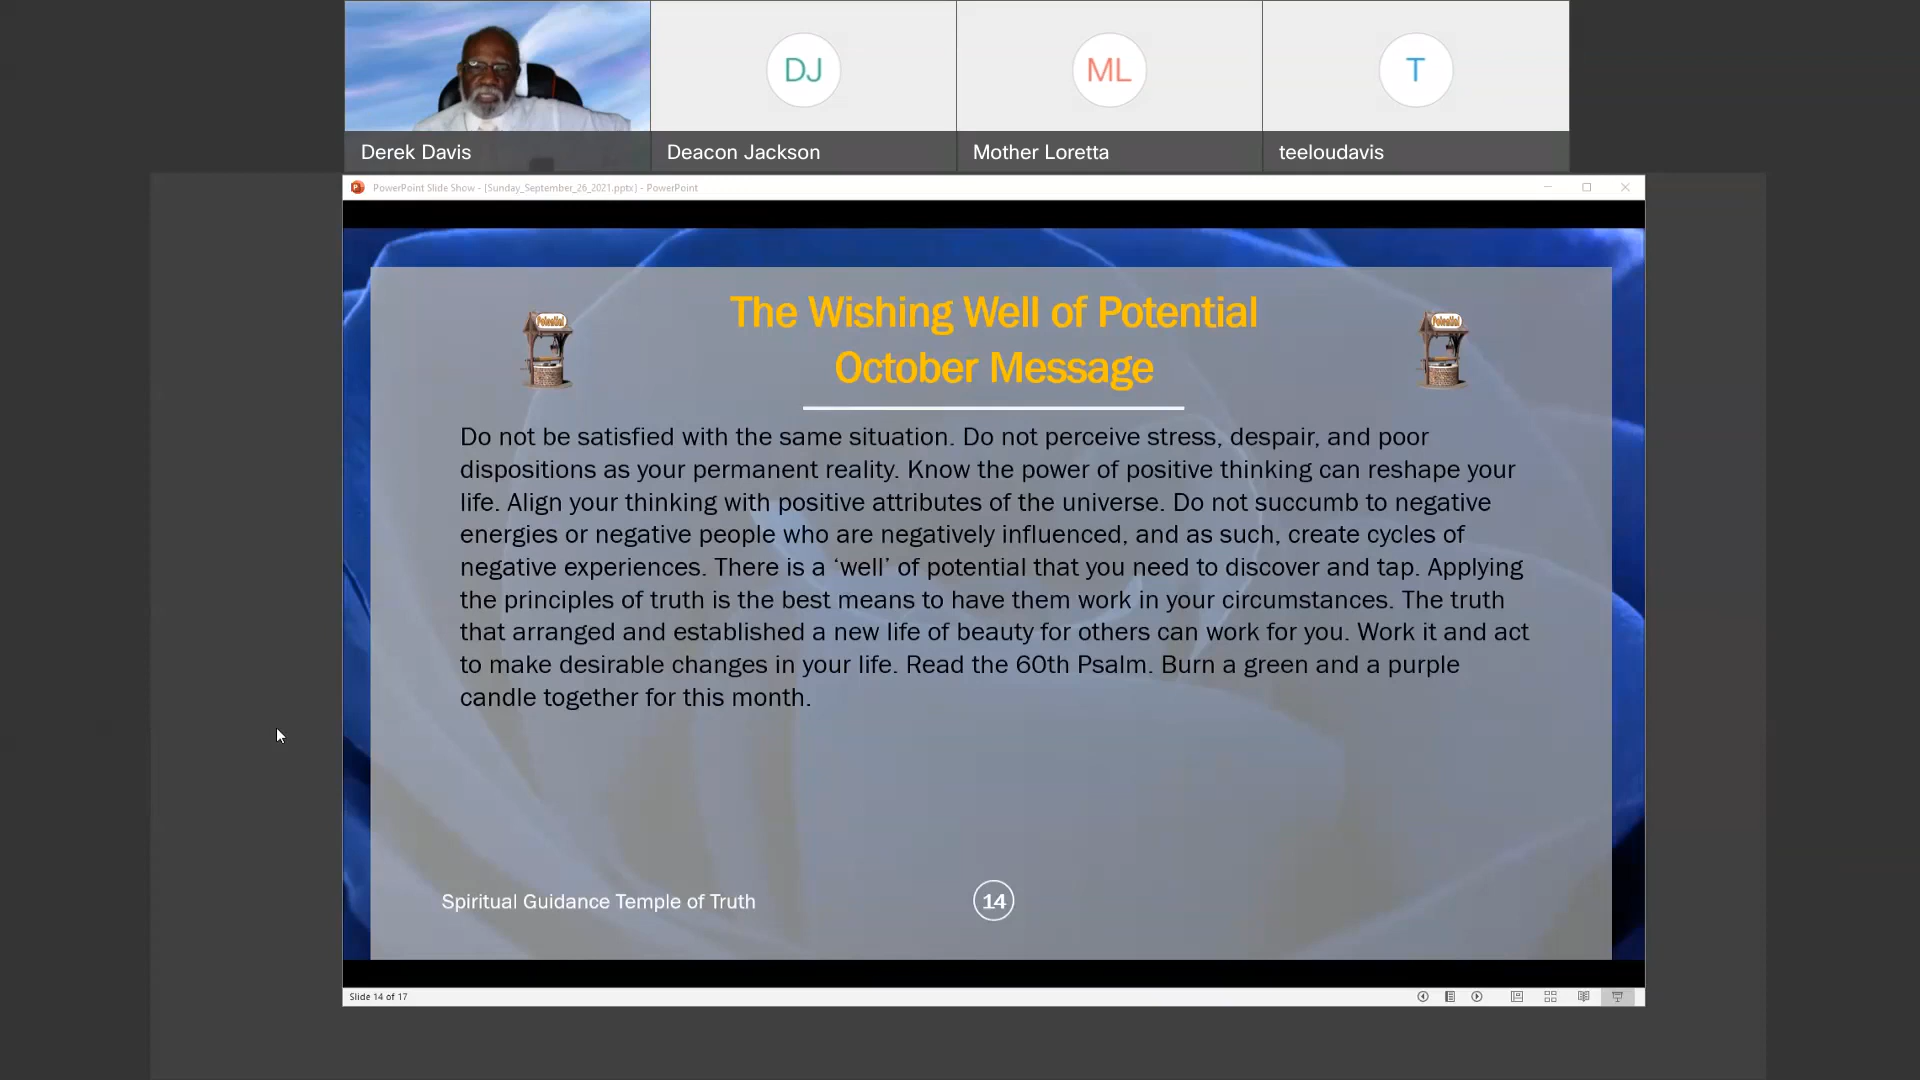 DJ
ML
T
Derek Davis
Deacon Jackson
Mother Loretta
teeloudavis
PowerPoint Slide Show - [Sunday_September_26_2021.pptx] - PowerPoint
The Wishing Well of Potential
October Message
Potential
Potential
Do not be satisfied with the same situation. Do not perceive stress, despair, and poor
dispositions as your permanent reality. Know the power of positive thinking can reshape your
life. Align your thinking with positive attributes of the universe. Do not succumb to negative
energies or negative people who are negatively influenced, and as such, create cycles of
negative experiences. There is a ‘well’ of potential that you need to discover and tap. Applying
the principles of truth is the best means to have them work in your circumstances. The truth
that arranged and established a new life of beauty for others can work for you. Work it and act
to make desirable changes in your life. Read the 60th Psalm. Burn a green and a purple
candle together for this month.
Spiritual Guidance Temple of Truth
14
Slide 14 of 17